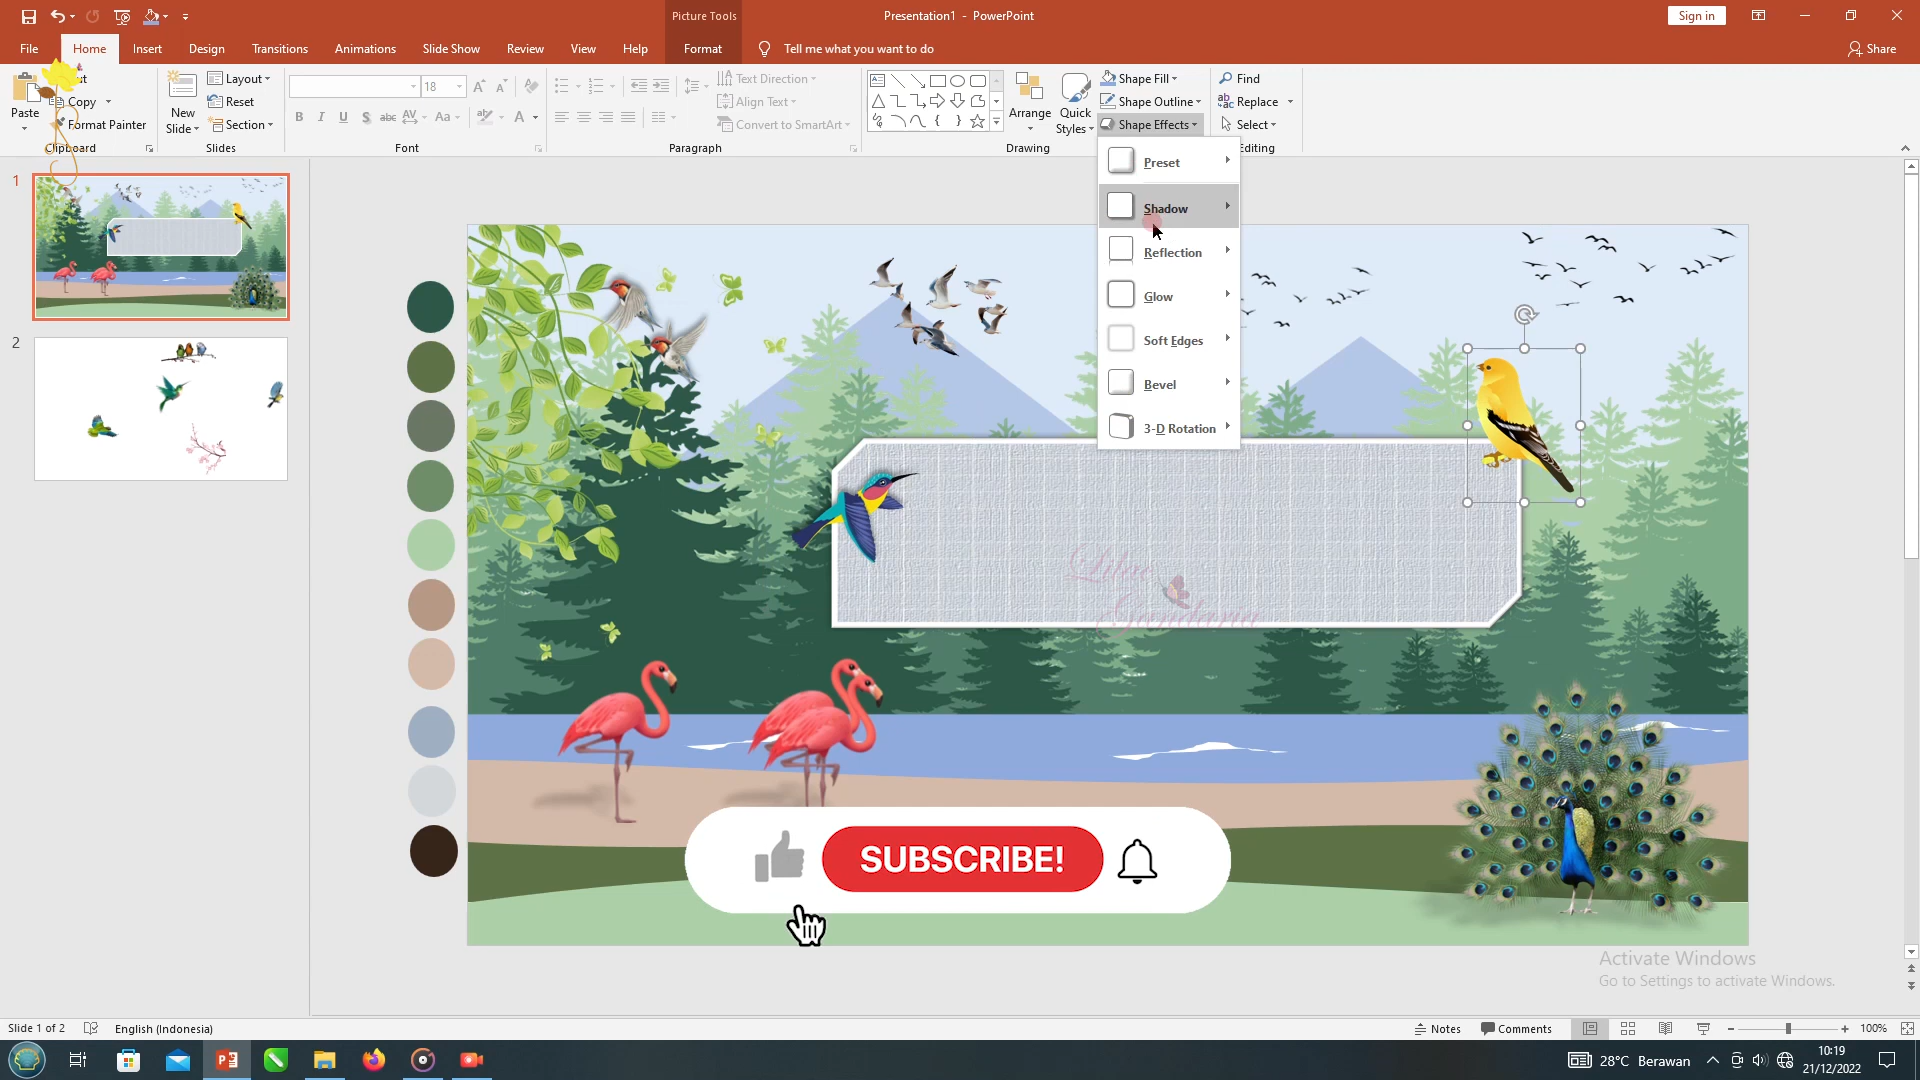 Picture Tools
Presentation1 - PowerPoint
Sign in
File
Home
Insert
Design
Transitions
Animations
Slide Show
Review
View
Help
Format
Tell me what you want to do
Share
Paste
Copy
Format Painter
Clipboard
New
Slide
Layout
Reset
Section
Slides
18
Font
Text Direction
Align Text
Convert to SmartArt
Paragraph
Arrange
Quick
Styles
Drawing
Shape Fill
Shape Outline
Shape Effects
Find
Replace
Select
Preset
Shadow
Reflection
Glow
Soft Edges
Bevel
3-D Rotation
1
2
SUBSCRIBE!
Activate Windows
Go to Settings to activate Windows.
Slide 1 of 2
English (Indonesia)
Notes
Comments
100%
28°C Berawan
10:19
21/12/2022